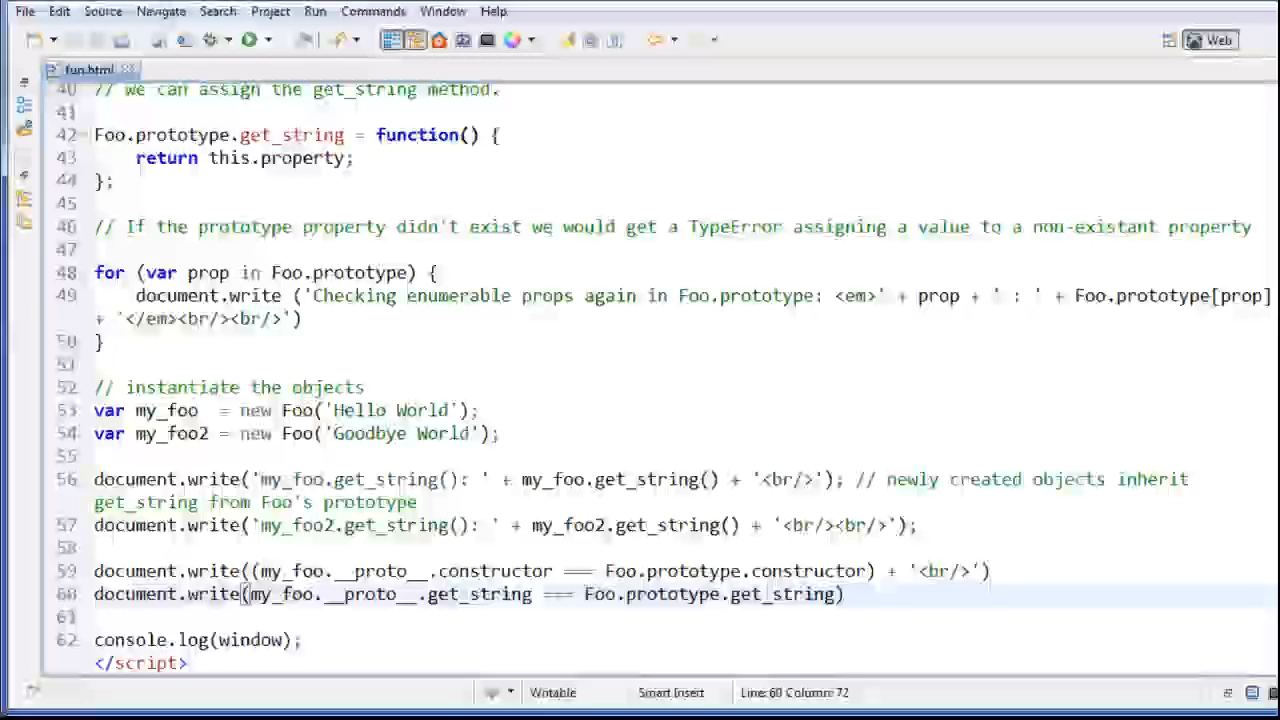 File Edit Source Search Navigate Project Run Commands Window Help
Web
fun.html
40 // we can assign the get_string method.
41
42 Foo.prototype.get_string = function() {
43 return this.property;
44 };
45
46 // If the prototype property didn't exist we would get a TypeError assigning a value to a non-existant property
47
48 for (var prop in Foo.prototype) {
49 document.write ('Checking enumerable props again in Foo.prototype: <em>' + prop + ' : ' + Foo.prototype[prop]
+ '</em><br/><br/>')
50 }
51
52 // instantiate the objects
53 var my_foo = new Foo('Hello World');
54 var my_foo2 = new Foo('Goodbye World');
55
56 document.write('my_foo.get_string(): ' + my_foo.get_string() + '<br/>'); // newly created objects inherit
get_string from Foo's prototype
57 document.write('my_foo2.get_string(): ' + my_foo2.get_string() + '<br/><br/>');
58
59 document.write((my_foo.__proto__.constructor === Foo.prototype.constructor) + '<br/>')
60 document.write(my_foo.__proto__.get_string === Foo.prototype.get_string)
61
62 console.log(window);
</script>
Writable Smart Insert Line: 60 Column: 72